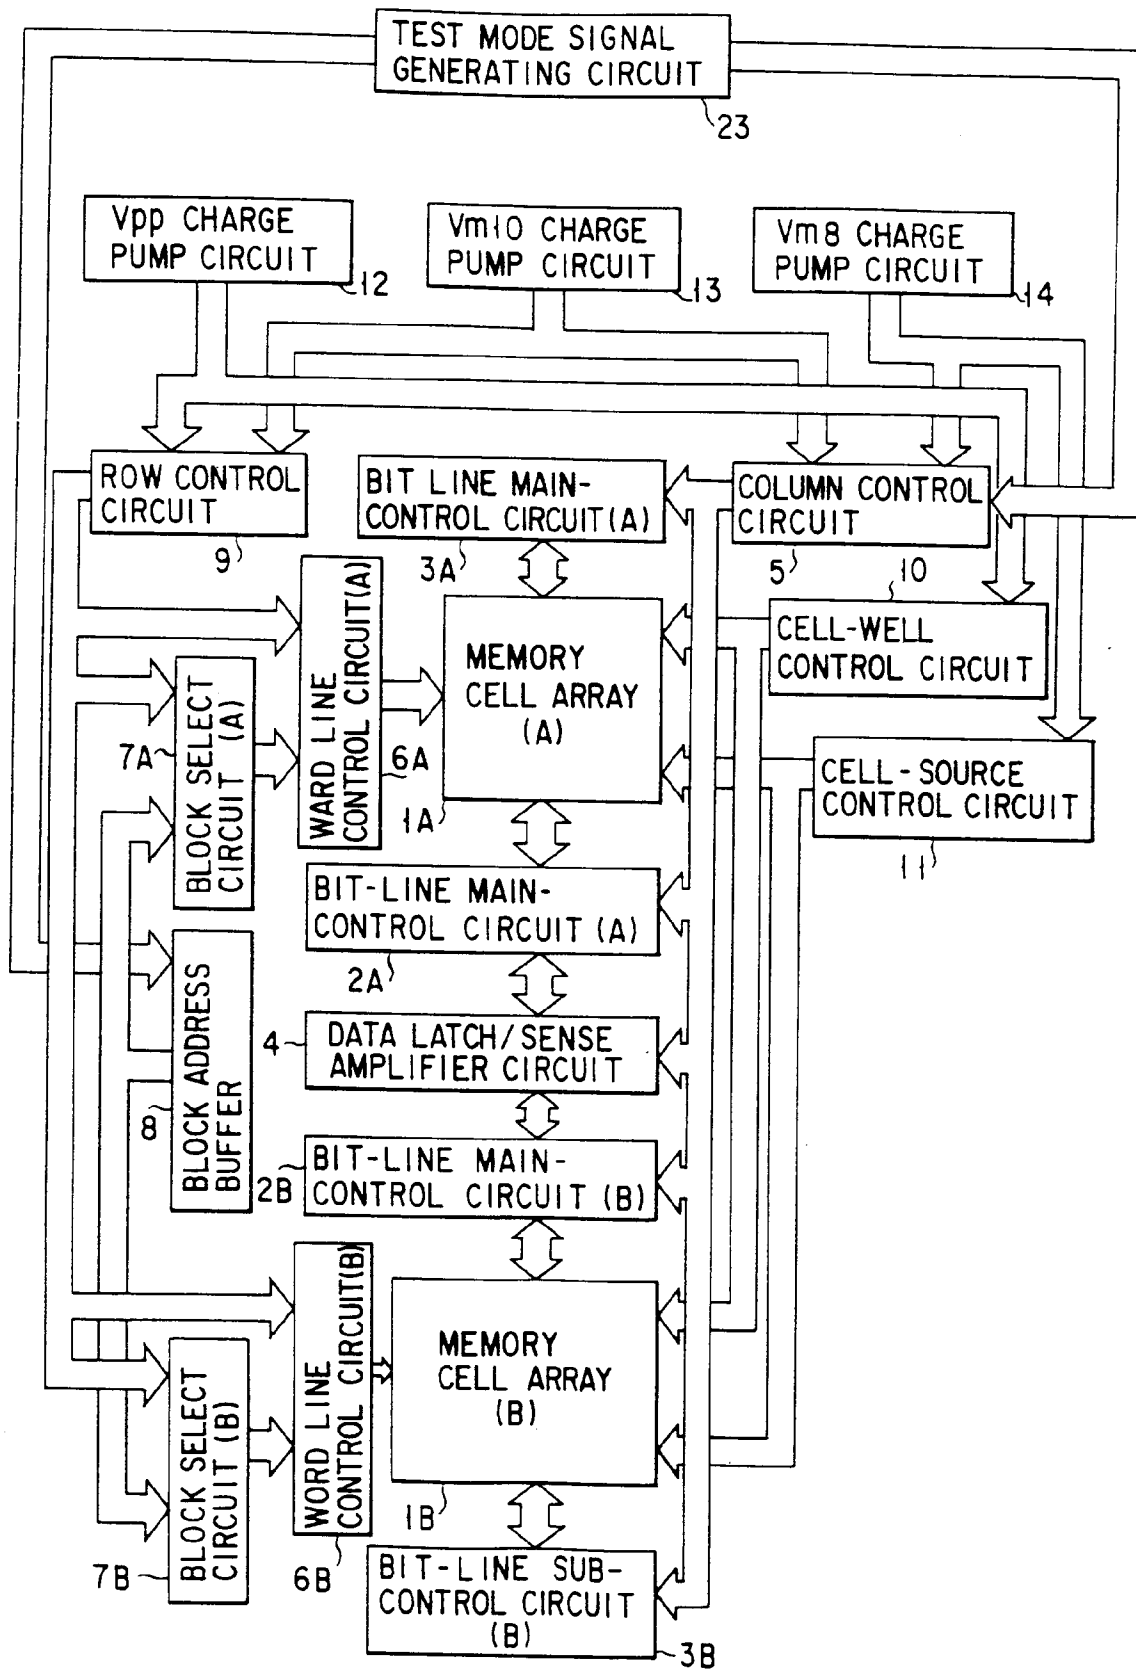 TEST MODE SIGNAL
GENERATING CIRCUIT
23
Vpp CHARGE
PUMP CIRCUIT
12
Vm10 CHARGE
PUMP CIRCUIT
13
Vm8 CHARGE
PUMP CIRCUIT
14
ROW CONTROL
CIRCUIT
9
BIT LINE MAIN-
CONTROL CIRCUIT(A)
3A
COLUMN CONTROL
CIRCUIT
5
10
CELL-WELL
CONTROL CIRCUIT
WARD LINE
CONTROL CIRCUIT(A)
6A
MEMORY
CELL ARRAY
(A)
1A
7A
BLOCK SELECT
CIRCUIT (A)
CELL-SOURCE
CONTROL CIRCUIT
11
BIT-LINE MAIN-
CONTROL CIRCUIT (A)
2A
BLOCK ADDRESS
BUFFER
8
4
DATA LATCH/SENSE
AMPLIFIER CIRCUIT
2B
BIT-LINE MAIN-
CONTROL CIRCUIT (B)
WORD LINE
CONTROL CIRCUIT(B)
6B
MEMORY
CELL ARRAY
(B)
1B
BLOCK SELECT
CIRCUIT (B)
7B
BIT-LINE SUB-
CONTROL CIRCUIT
(B)
3B